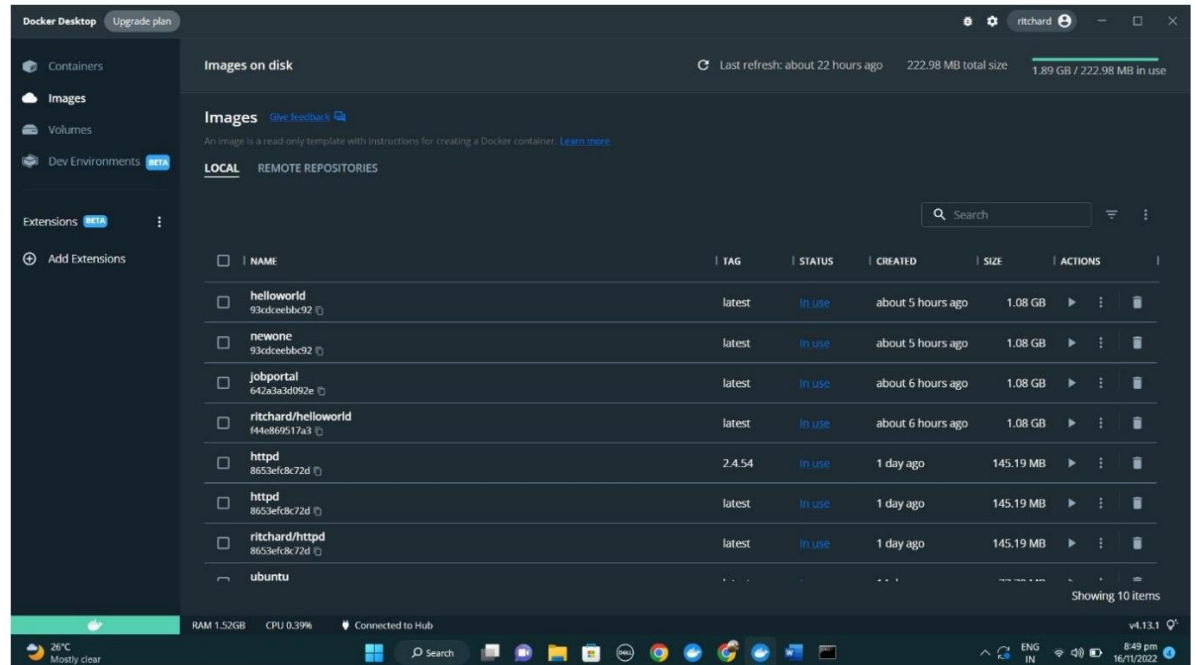 Docker Desktop Upgrade plan ritchard
Containers
Images
Volumes
Dev Environments BETA
Extensions BETA
Add Extensions
Images on disk Last refresh: about 22 hours ago 222.98 MB total size 1.89 GB / 222.98 MB in use
Images Give feedback
An image is a read-only template with instructions for creating a Docker container. Learn more
LOCAL REMOTE REPOSITORIES
Search
NAME TAG STATUS CREATED SIZE ACTIONS
helloworld
93cdceebbc92 latest In use about 5 hours ago 1.08 GB
newone
93cdceebbc92 latest In use about 5 hours ago 1.08 GB
jobportal
642a3a3d092e latest In use about 6 hours ago 1.08 GB
ritchard/helloworld
f44e869517a3 latest In use about 6 hours ago 1.08 GB
httpd
8653efc8c72d 2.4.54 In use 1 day ago 145.19 MB
httpd
8653efc8c72d latest In use 1 day ago 145.19 MB
ritchard/httpd
8653efc8c72d latest In use 1 day ago 145.19 MB
ubuntu
Showing 10 items
RAM 1.52GB CPU 0.39% Connected to Hub v4.13.1
26°C
Mostly clear
Search
DELL
ENG
IN
8:49 pm
16/11/2022
4